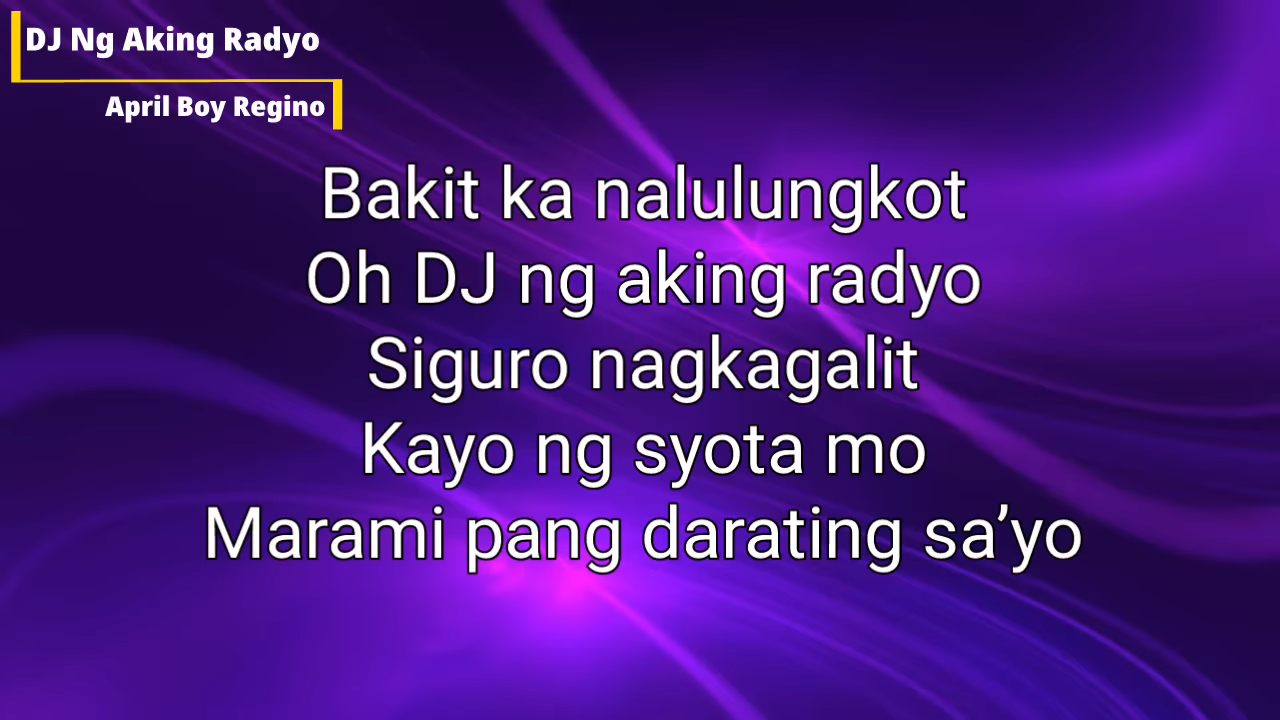 DJ Ng Aking Radyo
April Boy Regino
Bakit ka nalulungkot
Oh DJ ng aking radyo
Siguro nagkagalit
Kayo ng syota mo
Marami pang darating sa’yo